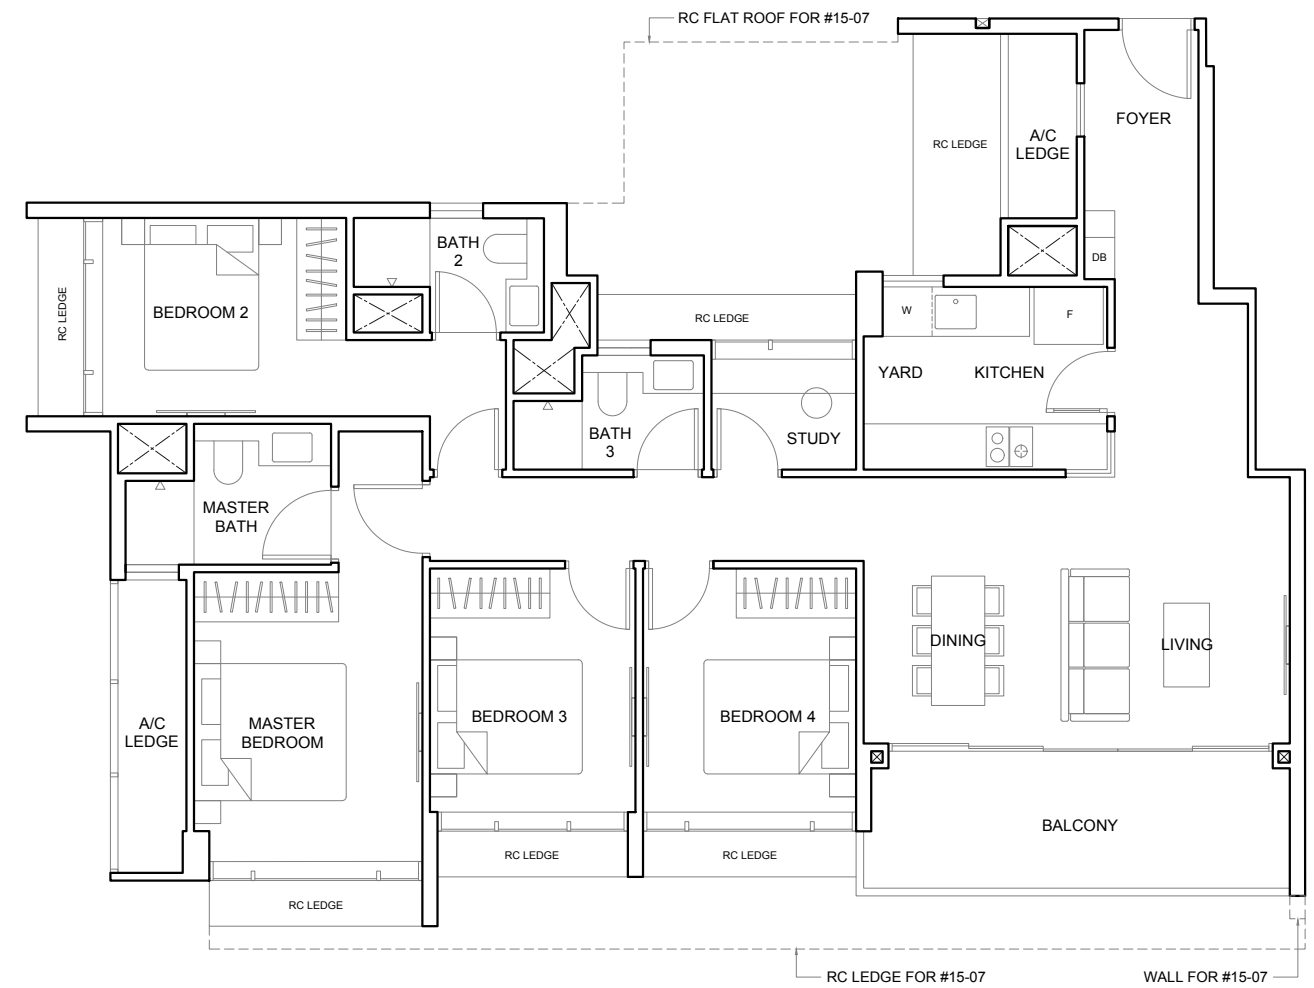 RC FLAT ROOF FOR #15-07
FOYER
A/C
LEDGE
RC LEDGE
BATH
2
DB
BEDROOM 2
RC LEDGE
RC LEDGE
W
F
YARD
KITCHEN
STUDY
BATH
3
MASTER
BATH
DINING
LIVING
A/C
LEDGE
MASTER
BEDROOM
BEDROOM 3
BEDROOM 4
BALCONY
RC LEDGE
RC LEDGE
RC LEDGE
RC LEDGE FOR #15-07
WALL FOR #15-07